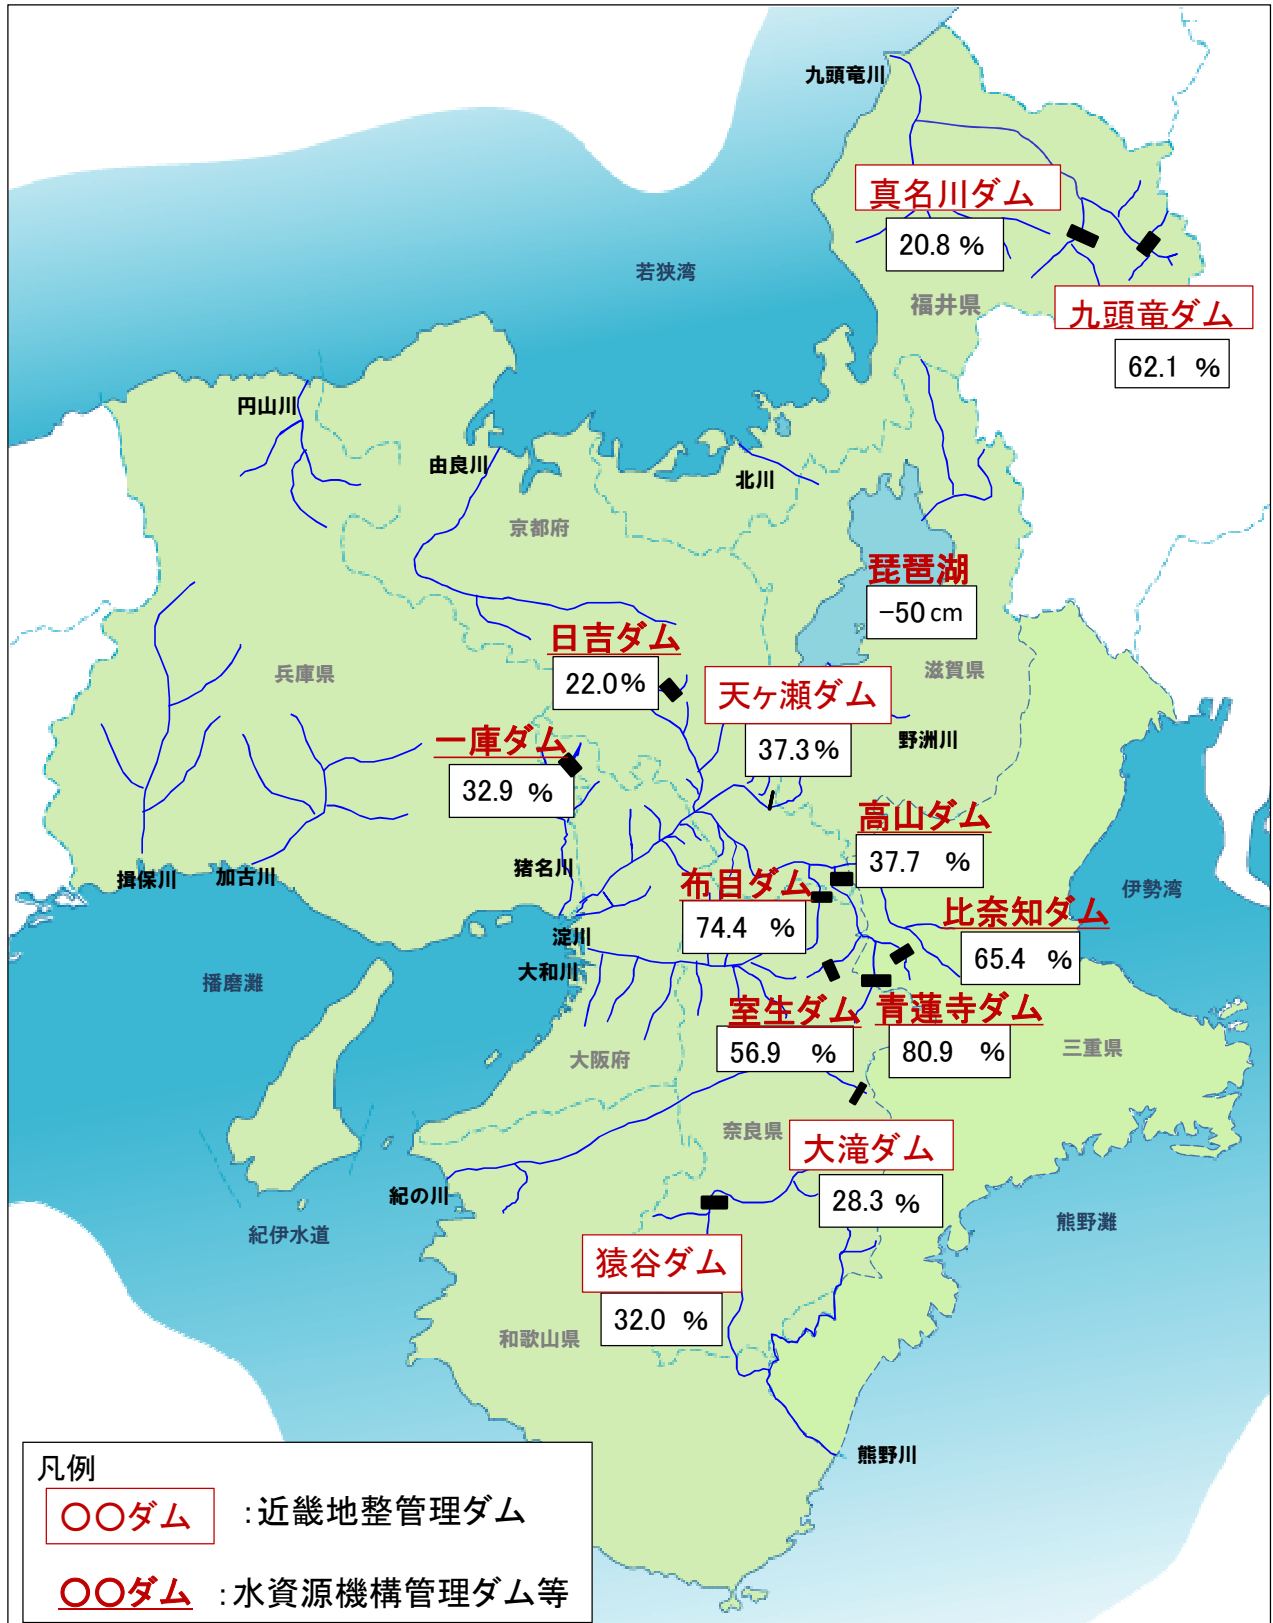 九頭竜川
真名川ダム
20.8 %
若狭湾
福井県
九頭竜ダム
62.1 %
円山川
由良川
北川
京都府
琵琶湖
-50 cm
日吉ダム
22.0%
兵庫県
滋賀県
天ヶ瀬ダム
37.3%
野洲川
一庫ダム
32.9 %
高山ダム
37.7 %
猪名川
揖保川
加古川
布目ダム
74.4 %
伊勢湾
比奈知ダム
65.4 %
淀川
大和川
播磨灘
室生ダム
56.9 %
青蓮寺ダム
80.9 %
大阪府
三重県
奈良県
大滝ダム
28.3 %
紀の川
紀伊水道
熊野灘
猿谷ダム
32.0 %
和歌山県
熊野川
凡例
〇〇ダム :近畿地整管理ダム
〇〇ダム :水資源機構管理ダム等